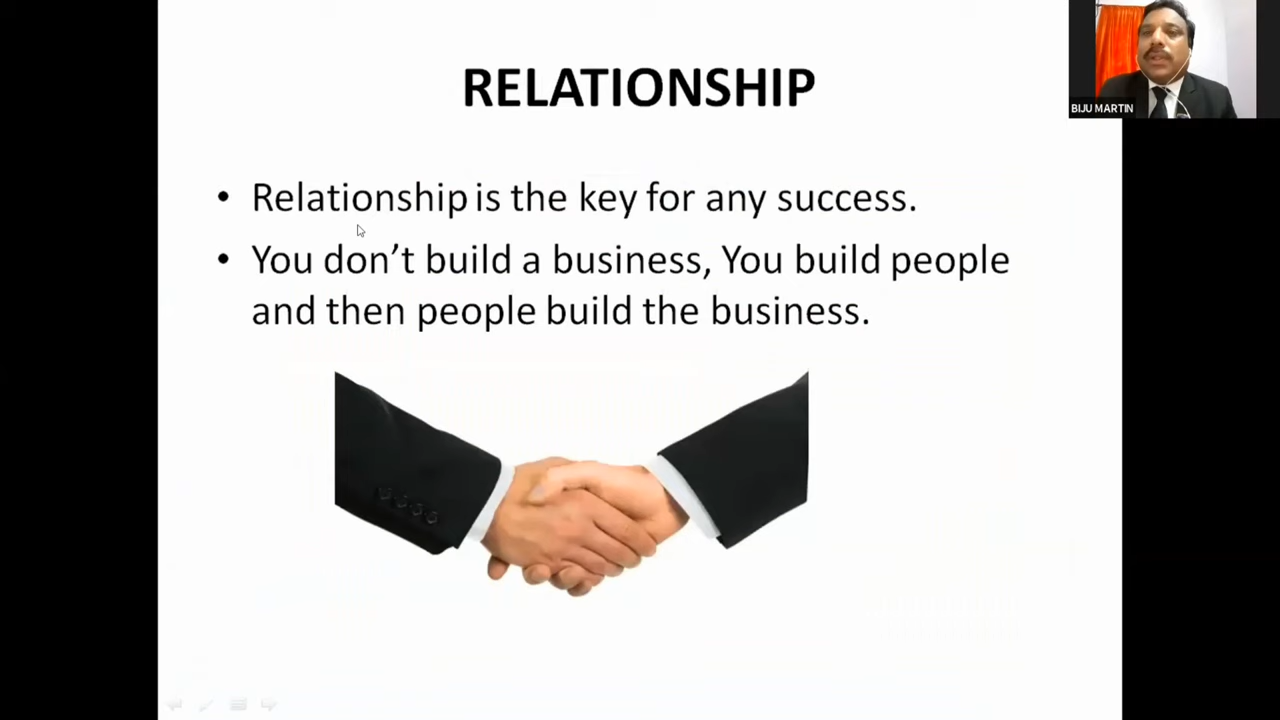 RELATIONSHIP
BIJU MARTIN
• Relationship is the key for any success.
• You don’t build a business, You build people
and then people build the business.